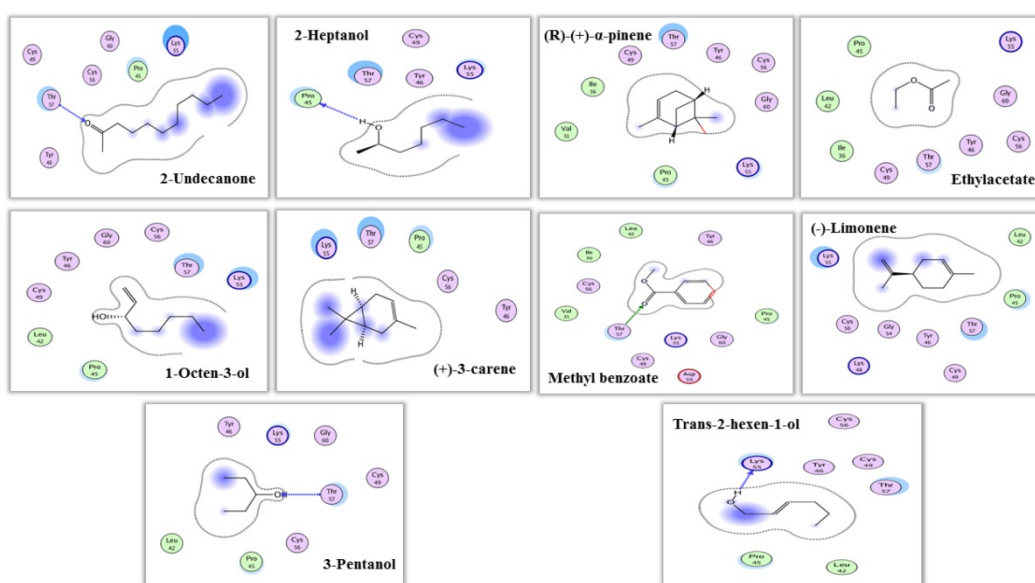 Cys
49
Gly
60
Lys
55
Cys
56
Pro
45
Thr
57
O
Tyr
46
2-Undecanone
2-Heptanol
Cys
49
Thr
57
Tyr
46
Lys
55
Pro
45
H
O
(R)-(+)-α-pinene
Cys
49
Thr
57
Tyr
46
Cys
56
Ile
36
H
Gly
60
Val
31
H
Pro
45
Lys
55
Pro
45
Lys
55
Leu
42
O
O
Gly
60
Ile
36
Cys
49
Thr
57
Tyr
46
Cys
56
Ethylacetate
Gly
60
Cys
56
Tyr
46
Thr
57
Lys
55
Cys
49
HO
Leu
42
Pro
45
1-Octen-3-ol
Lys
55
Thr
57
Pro
45
Cys
56
H
Tyr
46
H
(+)-3-carene
Leu
42
Tyr
46
Ile
36
Cys
56
O
O
Val
31
Thr
57
Lys
55
Gly
60
Pro
45
Cys
49
Asp
59
Methyl benzoate
(-)-Limonene
Leu
42
Lys
55
Pro
45
Cys
56
Gly
54
Tyr
46
Thr
57
Lys
48
Cys
49
Tyr
46
Lys
55
Gly
60
Cys
49
O
Thr
57
Leu
42
Pro
45
Cys
56
3-Pentanol
Trans-2-hexen-1-ol
Cys
56
Lys
55
Tyr
46
Cys
49
Thr
57
H
O
Pro
45
Leu
42